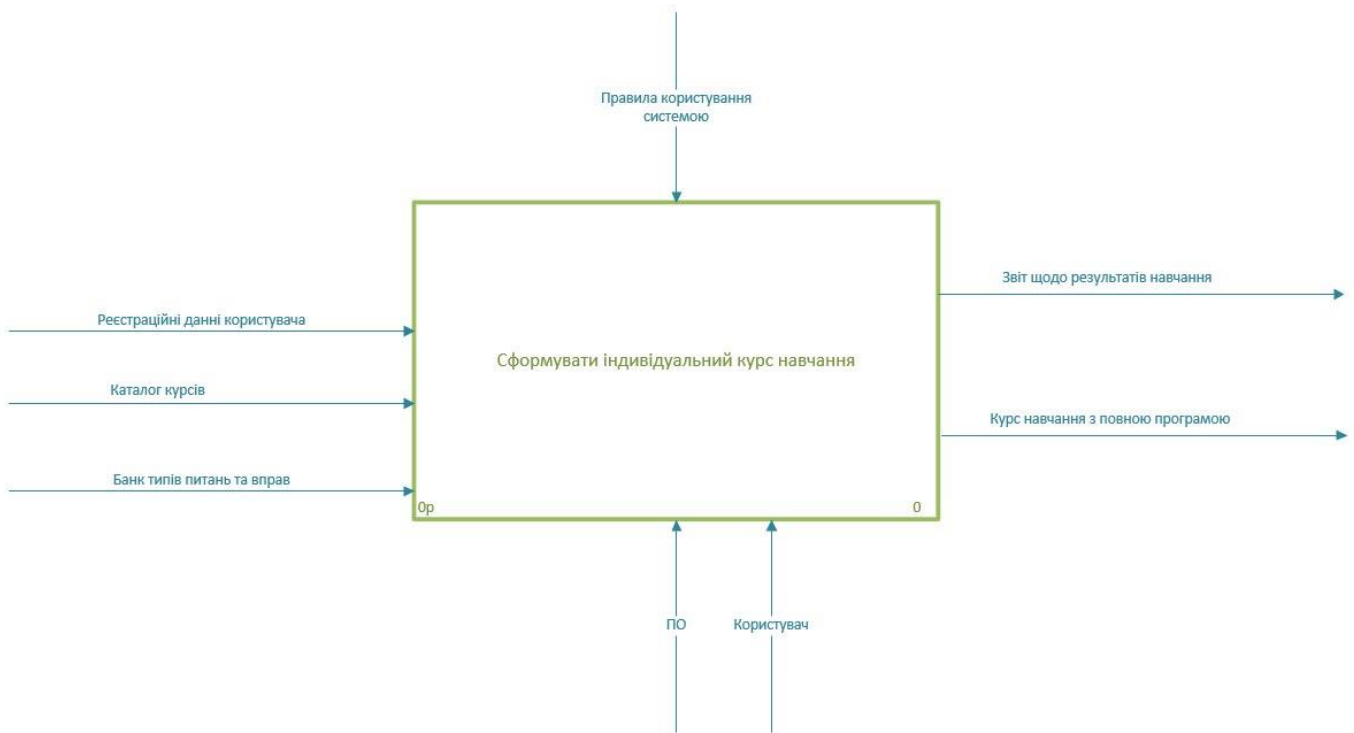 Правила користування
системою
Звіт щодо результатів навчання
Реєстраційні данні користувача
Сформувати індивідуальний курс навчання
Каталог курсів
Курс навчання з повною програмою
Банк типів питань та вправ
0р
0
ПО
Користувач